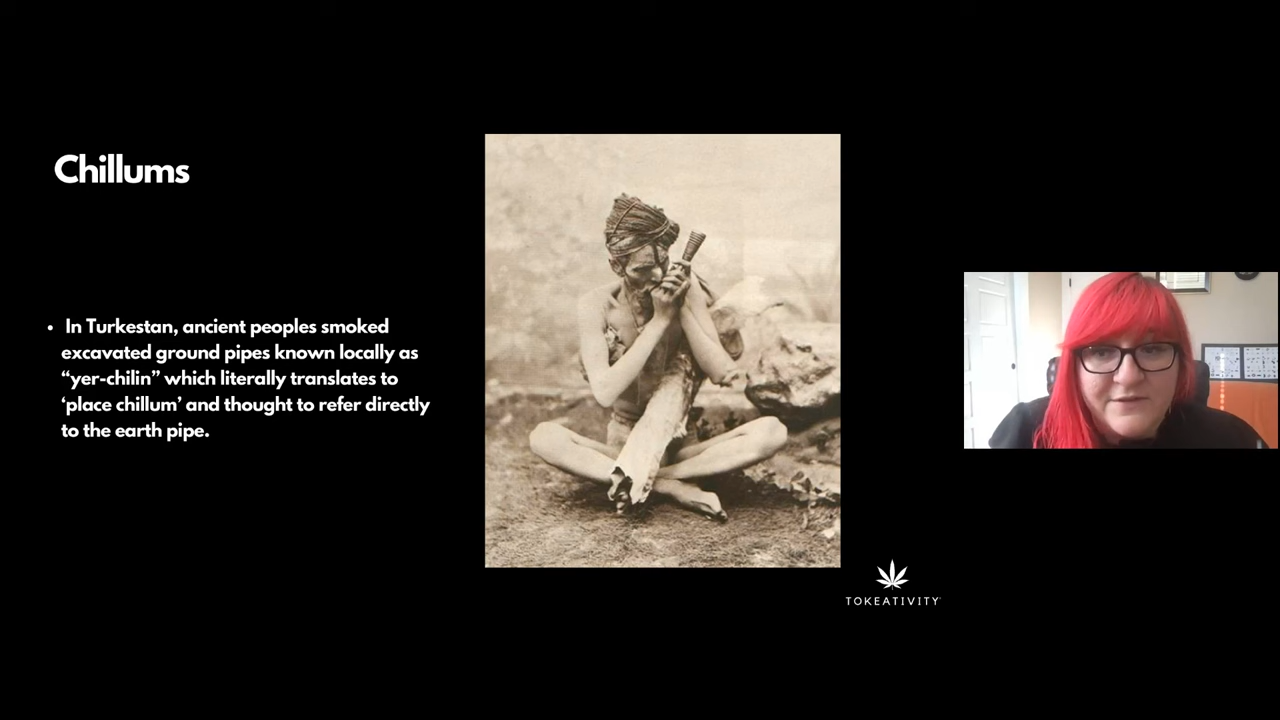 Chillums
• In Turkestan, ancient peoples smoked
excavated ground pipes known locally as
“yer-chilin” which literally translates to
‘place chillum’ and thought to refer directly
to the earth pipe.
TOKEATIVITY